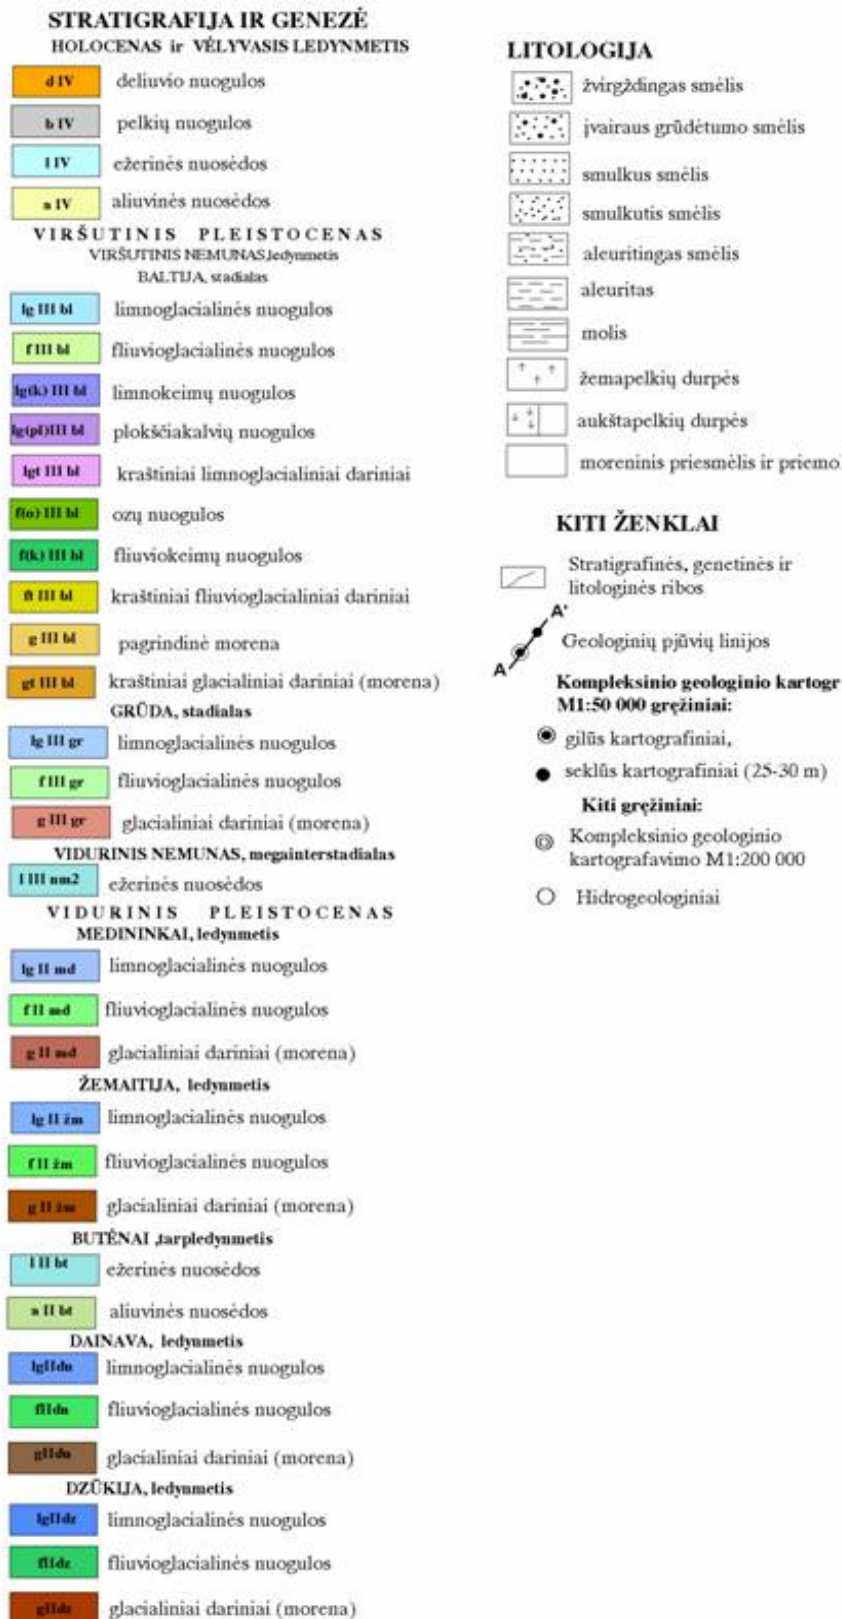 STRATIGRAFIJA IR GENEZĖ
HOLOCENAS ir VĖLYVASIS LEDYNMETIS
d IV deliuvio nuogulos
b IV pelkių nuogulos
l IV ežerinės nuosėdos
a IV aliuvinės nuosėdos
VIRŠUTINIS PLEISTOCENAS
VIRŠUTINIS NEMUNAS,ledynmetis
BALTIJA, stadialas
lg III bl limnoglacialinės nuogulos
f III bl fliuvioglacialinės nuogulos
lg(k) III bl limnokeimų nuogulos
lg(pl)III bl plokščiakalvių nuogulos
lgt III bl kraštiniai limnoglacialiniai dariniai
f(o) III bl ozų nuogulos
f(k) III bl fliuviokeimų nuogulos
ft III bl kraštiniai fliuvioglacialiniai dariniai
g III bl pagrindinė morena
gt III bl kraštiniai glacialiniai dariniai (morena)
GRŪDA, stadialas
lg III gr limnoglacialinės nuogulos
f III gr fliuvioglacialinės nuogulos
g III gr glacialiniai dariniai (morena)
VIDURINIS NEMUNAS, megainterstadialas
l III nm2 ežerinės nuosėdos
VIDURINIS PLEISTOCENAS
MEDININKAI, ledynmetis
lg II md limnoglacialinės nuogulos
f II md fliuvioglacialinės nuogulos
g II md glacialiniai dariniai (morena)
ŽEMAITIJA, ledynmetis
lg II žm limnoglacialinės nuogulos
f II žm fliuvioglacialinės nuogulos
g II žm glacialiniai dariniai (morena)
BUTĖNAI ,tarpledynmetis
l II bt ežerinės nuosėdos
a II bt aliuvinės nuosėdos
DAINAVA, ledynmetis
lgIIdn limnoglacialinės nuogulos
fIIdn fliuvioglacialinės nuogulos
gIIdn glacialiniai dariniai (morena)
DZŪKIJA, ledynmetis
lgIIdz limnoglacialinės nuogulos
fIIdz fliuvioglacialinės nuogulos
gIIdz glacialiniai dariniai (morena)
LITOLOGIJA
žvirgždingas smėlis
įvairaus grūdėtumo smėlis
smulkus smėlis
smulkutis smėlis
aleuritingas smėlis
aleuritas
molis
žemapelkių durpės
aukštapelkių durpės
moreninis priesmėlis ir priemo
KITI ŽENKLAI
Stratigrafinės, genetinės ir
litologinės ribos
A'
Geologinių pjūvių linijos
A
Kompleksinio geologinio kartogr
M1:50 000 gręžiniai:
gilūs kartografiniai,
seklūs kartografiniai (25-30 m)
Kiti gręžiniai:
Kompleksinio geologinio
kartografavimo M1:200 000
Hidrogeologiniai